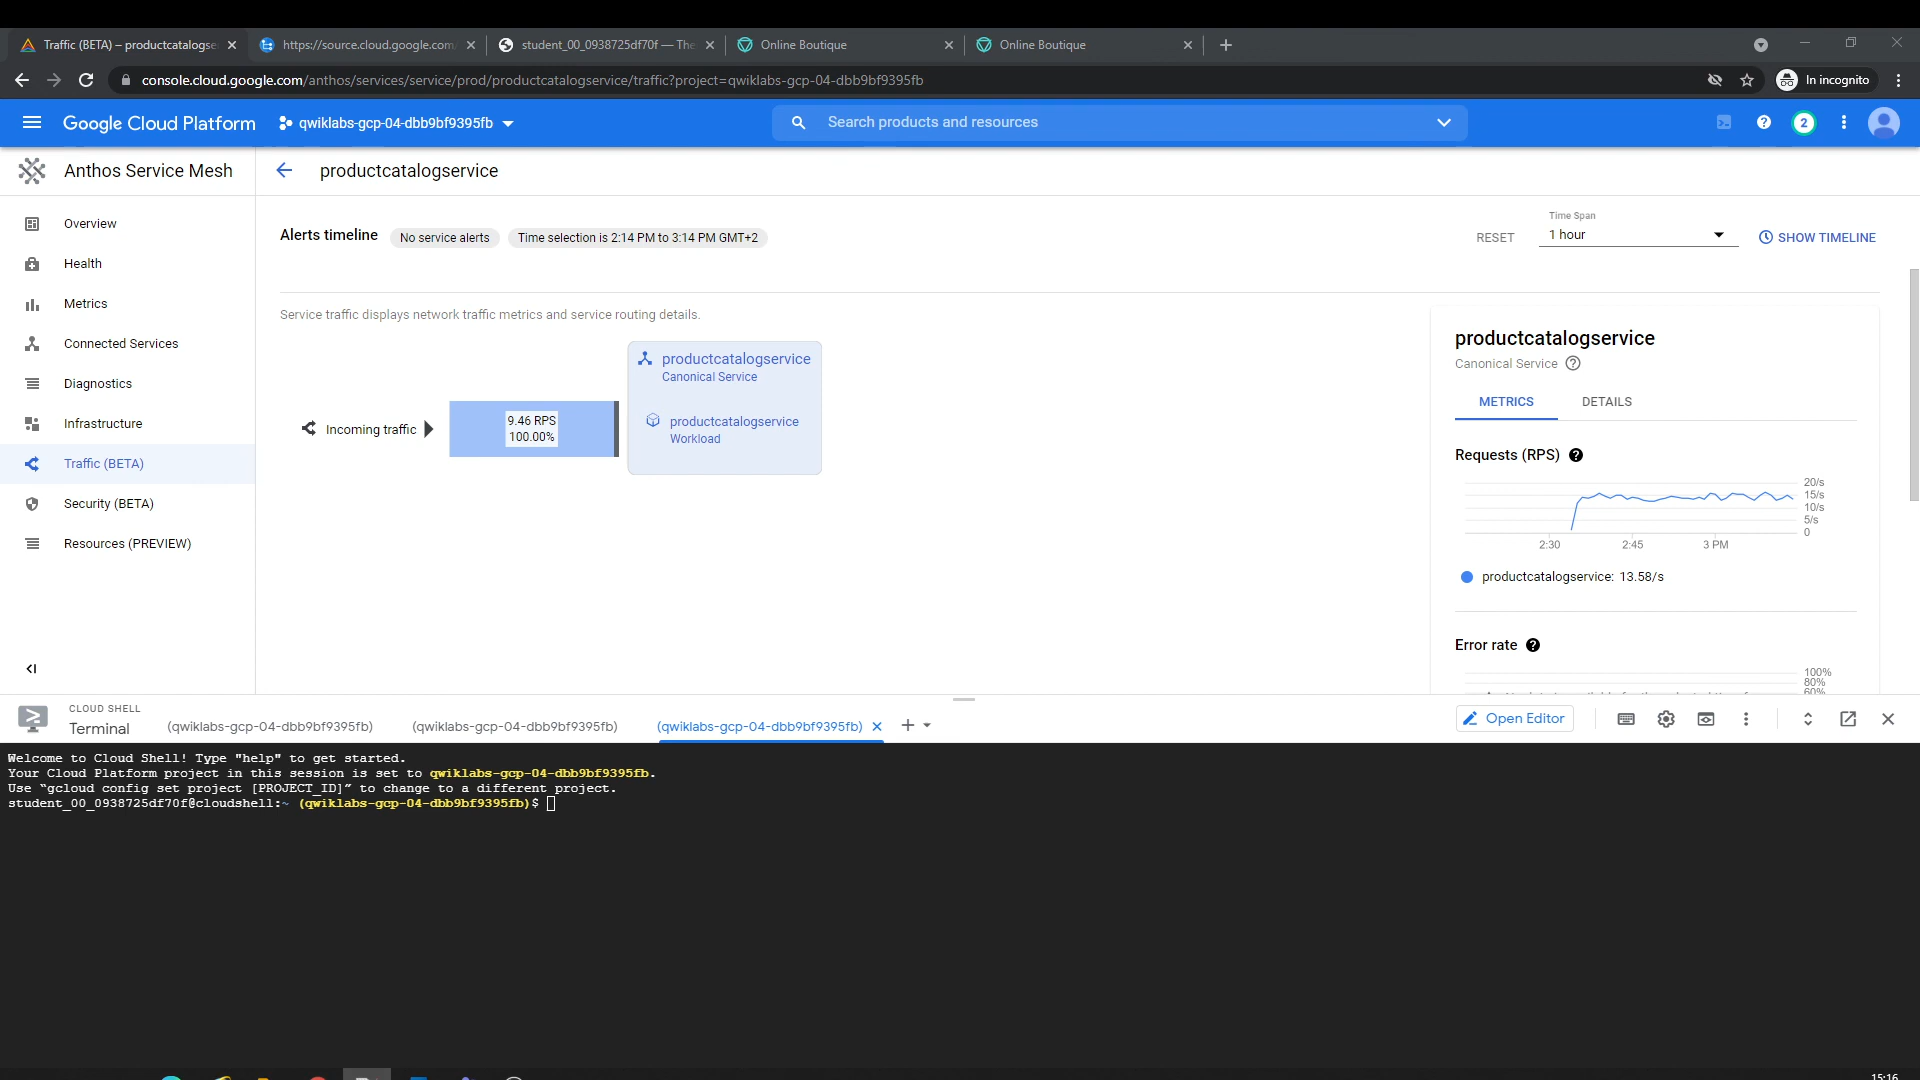 Traffic (BETA) – productcatalogse
https://source.cloud.google.com/
student_00_0938725df70f — The
Online Boutique
Online Boutique
console.cloud.google.com/anthos/services/service/prod/productcatalogservice/traffic?project=qwiklabs-gcp-04-dbb9bf9395fb
In incognito
Google Cloud Platform
qwiklabs-gcp-04-dbb9bf9395fb
Search products and resources
2
Anthos Service Mesh
productcatalogservice
Overview
Health
Metrics
Connected Services
Diagnostics
Infrastructure
Traffic (BETA)
Security (BETA)
Resources (PREVIEW)
Alerts timeline
No service alerts
Time selection is 2:14 PM to 3:14 PM GMT+2
RESET
Time Span
1 hour
SHOW TIMELINE
Service traffic displays network traffic metrics and service routing details.
Incoming traffic
9.46 RPS
100.00%
productcatalogservice
Canonical Service
productcatalogservice
Workload
productcatalogservice
Canonical Service
METRICS
DETAILS
Requests (RPS)
20/s
15/s
10/s
5/s
0
2:30
2:45
3 PM
productcatalogservice: 13.58/s
Error rate
100%
80%
60%
CLOUD SHELL
Terminal
(qwiklabs-gcp-04-dbb9bf9395fb)
(qwiklabs-gcp-04-dbb9bf9395fb)
(qwiklabs-gcp-04-dbb9bf9395fb)
Open Editor
Welcome to Cloud Shell! Type "help" to get started.
Your Cloud Platform project in this session is set to qwiklabs-gcp-04-dbb9bf9395fb.
Use “gcloud config set project [PROJECT_ID]” to change to a different project.
student_00_0938725df70f@cloudshell:~ (qwiklabs-gcp-04-dbb9bf9395fb)$
15:16